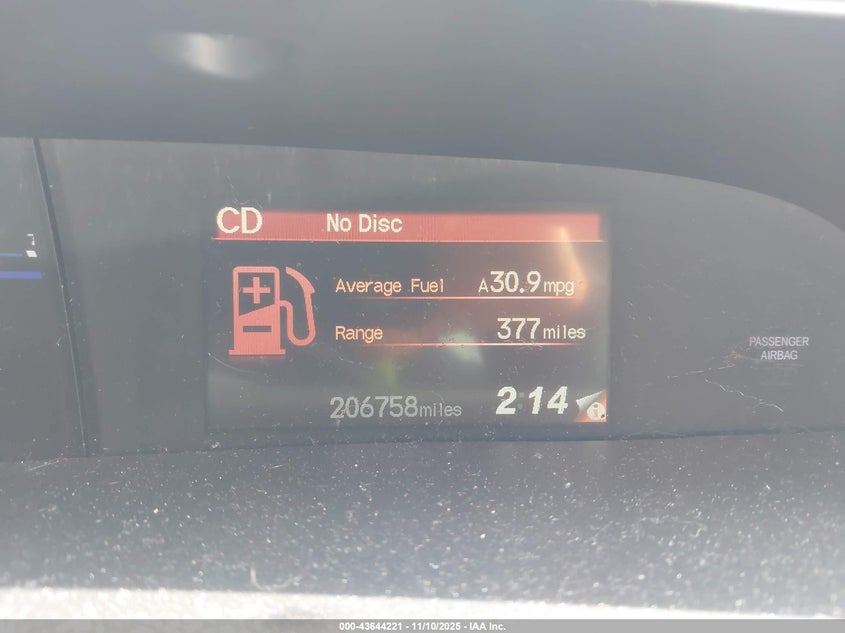 CD No Disc
Average Fuel A30.9mpg
Range 377miles
206758miles 2:14
PASSENGER
AIRBAG
000-43644221 - 11/10/2025 - IAA Inc.